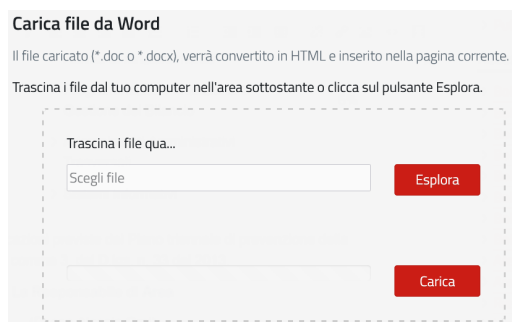 Carica file da Word
Il file caricato (*.doc o *.docx), verrà convertito in HTML e inserito nella pagina corrente.
Trascina i file dal tuo computer nell'area sottostante o clicca sul pulsante Esplora.
Trascina i file qua...
Scegli file
Esplora
Carica